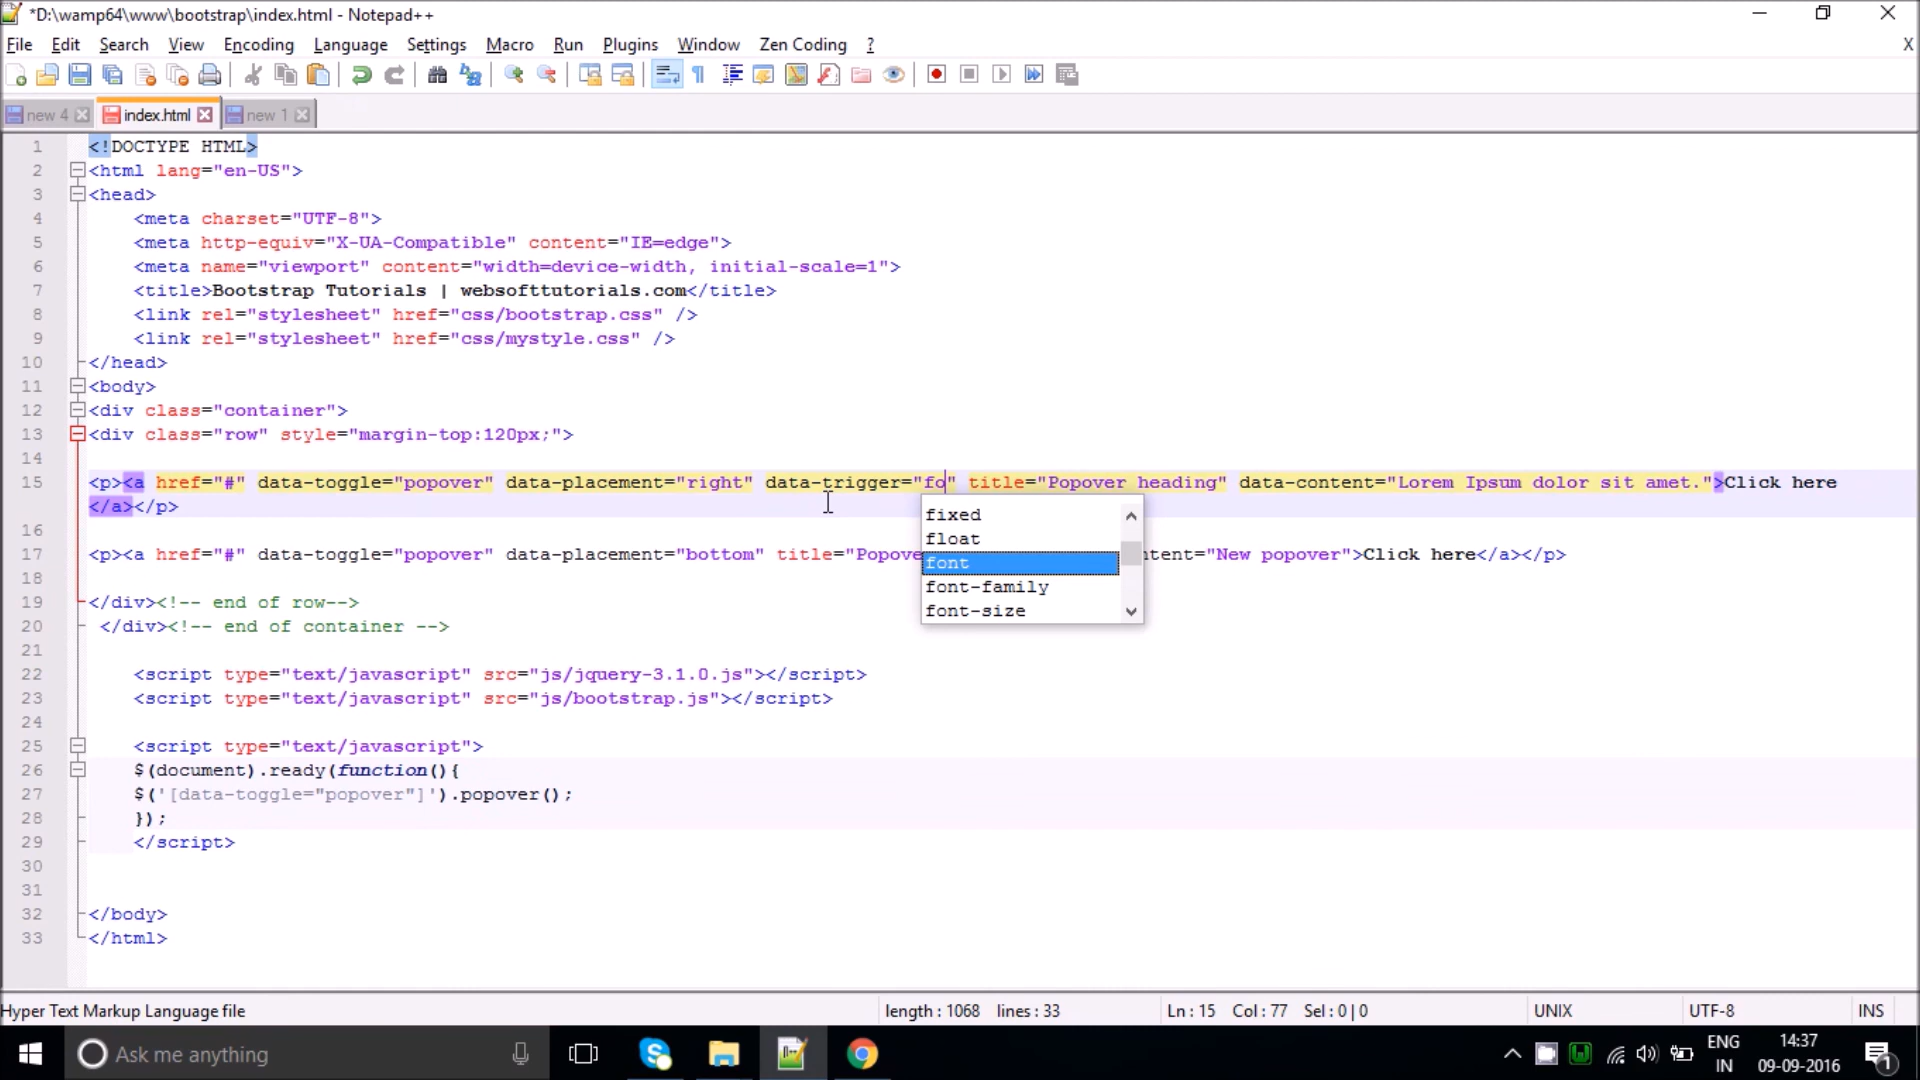 *D:\wamp64\www\bootstrap\index.html - Notepad++
File Edit Search View Encoding Language Settings Macro Run Plugins Window Zen Coding ? X
new 4 index.html new 1
1 <!DOCTYPE HTML>
2 <html lang="en-US">
3 <head>
4 <meta charset="UTF-8">
5 <meta http-equiv="X-UA-Compatible" content="IE=edge">
6 <meta name="viewport" content="width=device-width, initial-scale=1">
7 <title>Bootstrap Tutorials | websofttutorials.com</title>
8 <link rel="stylesheet" href="css/bootstrap.css" />
9 <link rel="stylesheet" href="css/mystyle.css" />
10 </head>
11 <body>
12 <div class="container">
13 <div class="row" style="margin-top:120px;">
14
15 <p><a href="#" data-toggle="popover" data-placement="right" data-trigger="fo" title="Popover heading" data-content="Lorem Ipsum dolor sit amet.">Click here
</a></p>
fixed
float
font
font-family
font-size
16
17 <p><a href="#" data-toggle="popover" data-placement="bottom" title="Popove ntent="New popover">Click here</a></p>
18
19 </div><!-- end of row-->
20 </div><!-- end of container -->
21
22 <script type="text/javascript" src="js/jquery-3.1.0.js"></script>
23 <script type="text/javascript" src="js/bootstrap.js"></script>
24
25 <script type="text/javascript">
26 $(document).ready(function(){
27 $('[data-toggle="popover"]').popover();
28 });
29 </script>
30
31
32 </body>
33 </html>
Hyper Text Markup Language file length : 1068 lines : 33 Ln : 15 Col : 77 Sel : 0 | 0 UNIX UTF-8 INS
Ask me anything
ENG
IN
14:37
09-09-2016
1